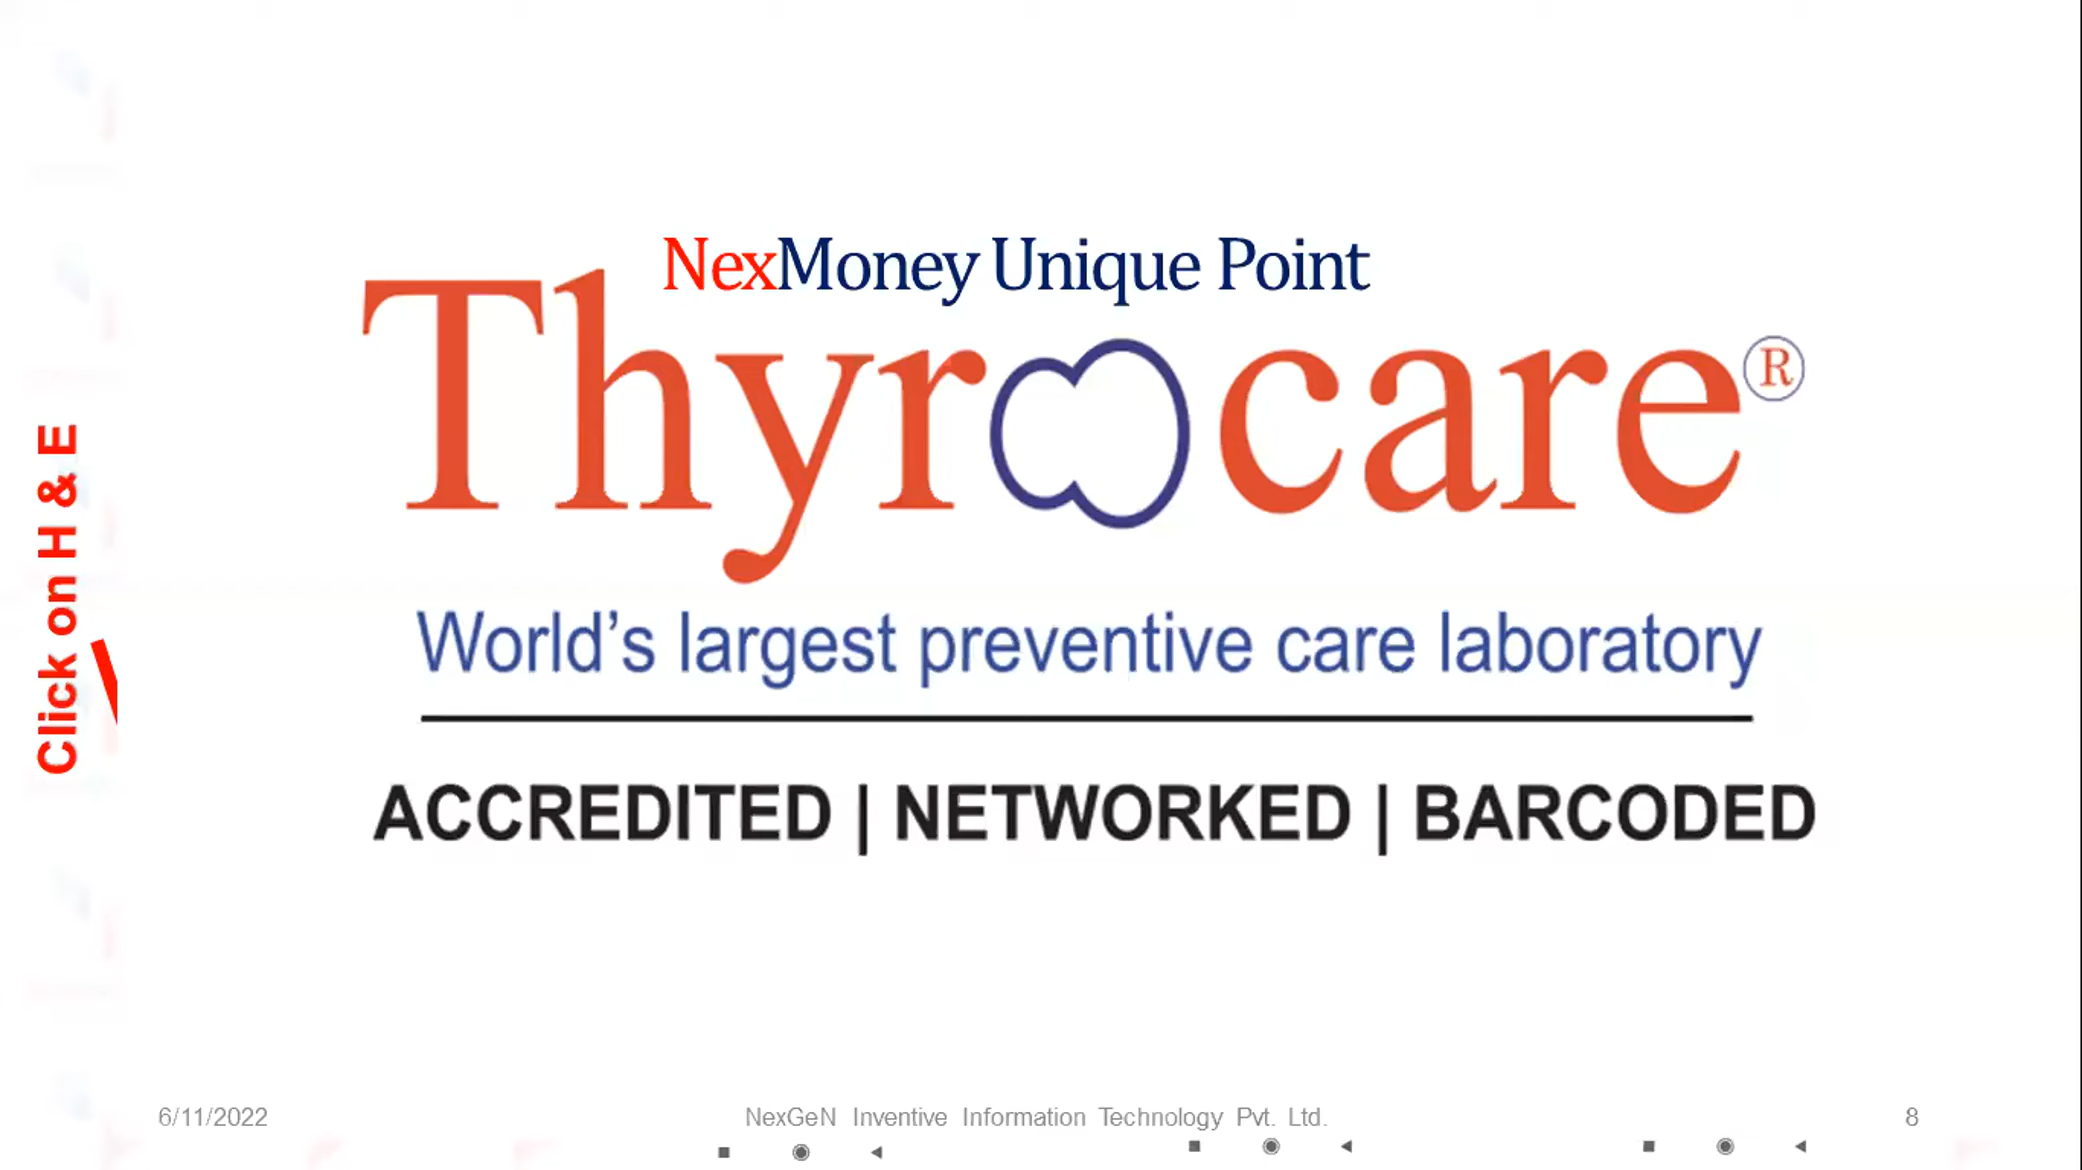 NexMoney Unique Point
Thyrocare®
World's largest preventive care laboratory
ACCREDITED | NETWORKED | BARCODED
Click on H & E
6/11/2022
NexGeN Inventive Information Technology Pvt. Ltd.
8